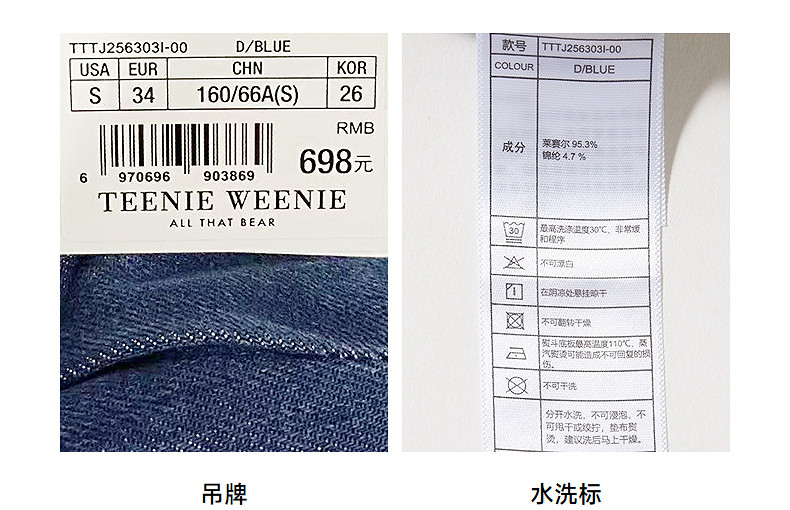 TTTJ256303I-00 D/BLUE
USA EUR CHN KOR
S 34 160/66A(S) 26
RMB
698元
6 970696 903869
TEENIE WEENIE
ALL THAT BEAR
吊牌
款号 TTTJ256303I-00
COLOUR D/BLUE
成分
莱赛尔 95.3%
锦纶 4.7 %
30
最高洗涤温度30℃，非常缓
和程序
不可漂白
在阴凉处悬挂晾干
不可翻转干燥
熨斗底板最高温度110℃，蒸
汽熨烫可能造成不可回复的损
伤。
不可干洗
分开水洗，不可浸泡，不
可甩干或绞拧，垫布熨
烫，建议洗后马上干燥。
水洗标